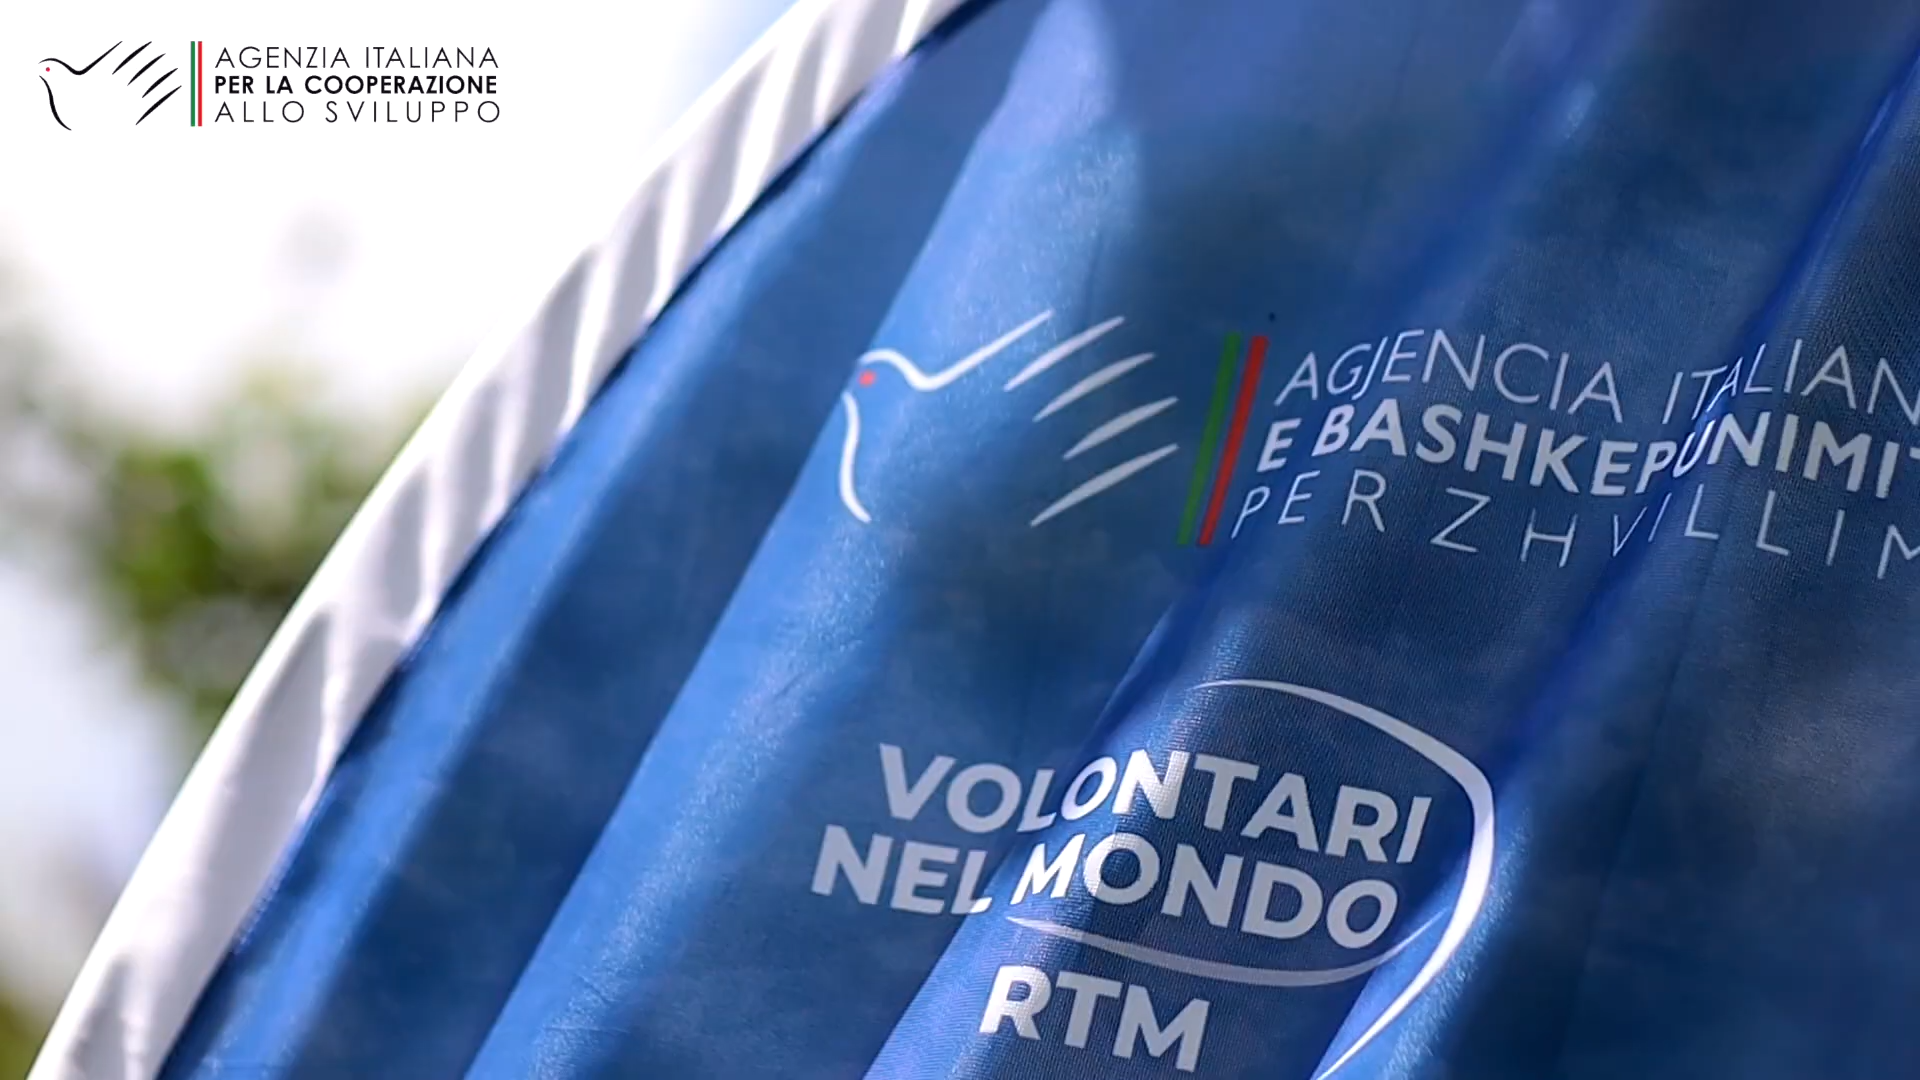 AGENZIA ITALIANA
PER LA COOPERAZIONE
ALLO SVILUPPO
AGJENCIA ITALIAN
E BASHKEPUNIMIT
PER ZHVILLIM
VOLONTARI
NEL MONDO
RTM